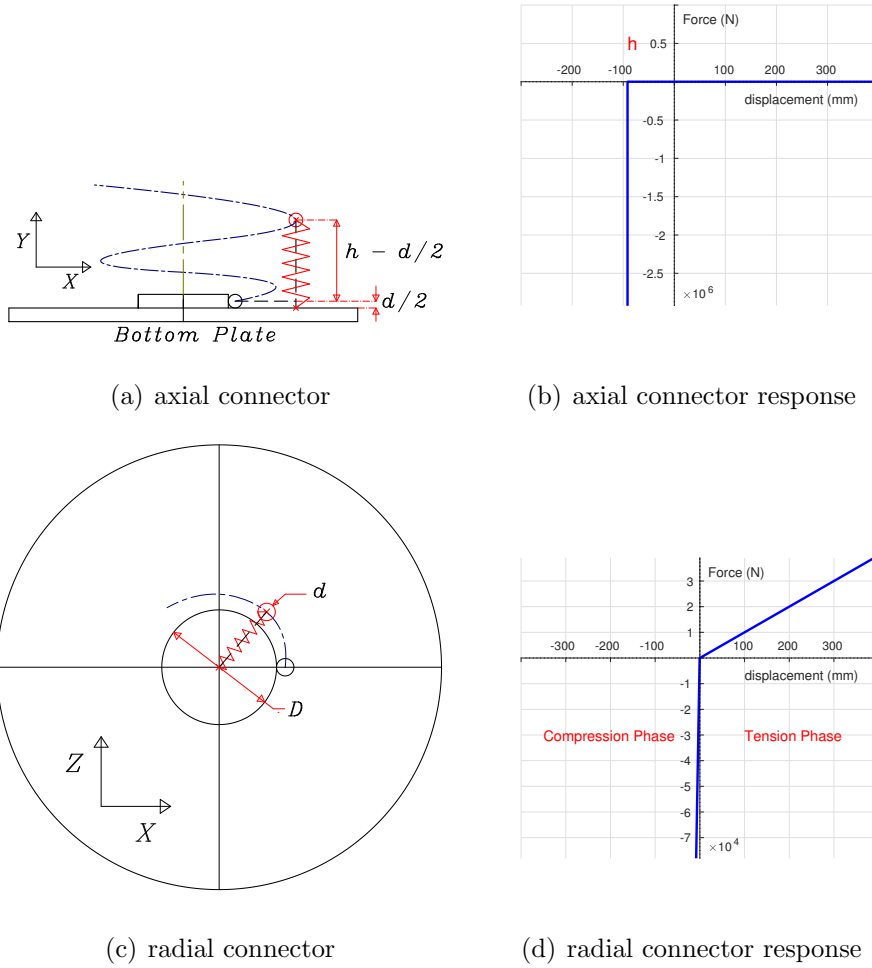 Y
X
h - d/2
d/2
Bottom Plate
(a) axial connector
Force (N)
h
0.5
-200 -100 100 200 300
displacement (mm)
-0.5
-1
-1.5
-2
-2.5
×10^6
(b) axial connector response
d
D
Z
X
(c) radial connector
Force (N)
3
2
1
-300 -200 -100 100 200 300
displacement (mm)
-1
-2
Compression Phase -3 Tension Phase
-4
-5
-6
-7
×10^4
(d) radial connector response